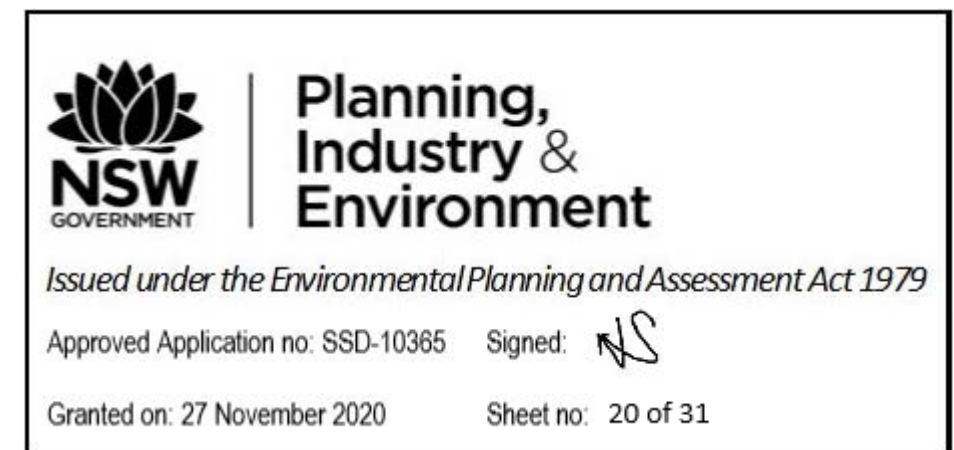 NSW
GOVERNMENT
Planning,
Industry &
Environment
Issued under the Environmental Planning and Assessment Act 1979
Approved Application no: SSD-10365 Signed:
Granted on: 27 November 2020 Sheet no: 20 of 31